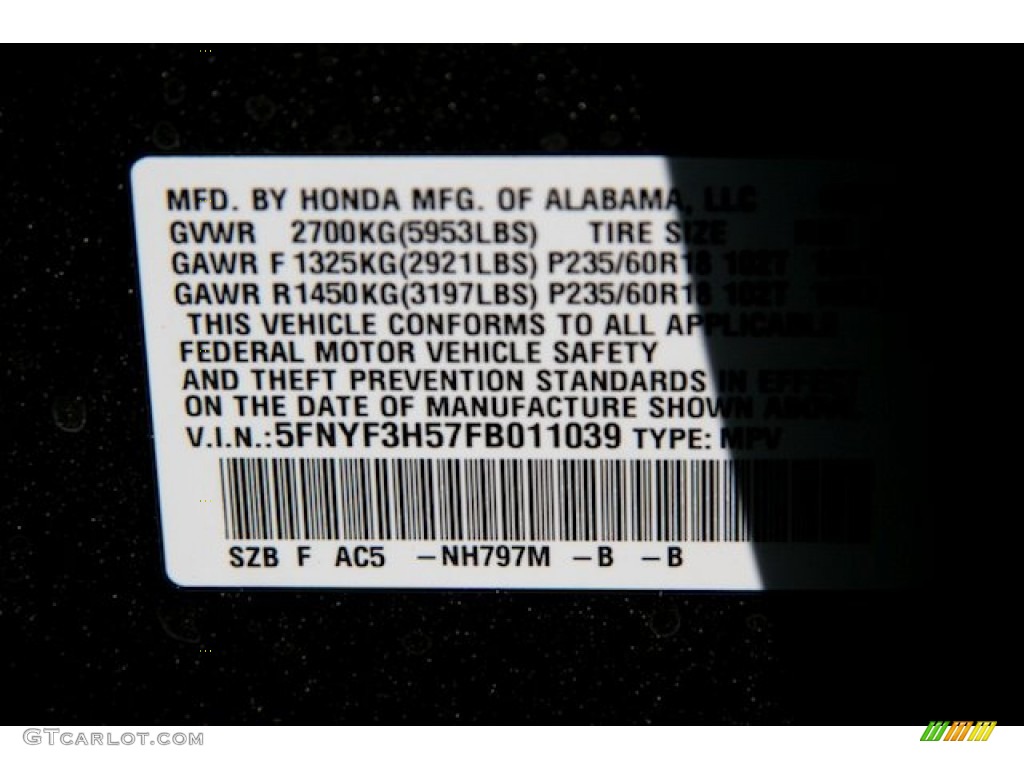 MFD. BY HONDA MFG. OF ALABAMA, LLC
GVWR 2700KG(5953LBS) TIRE SIZE
GAWR F 1325KG(2921LBS) P235/60R18 102T
GAWR R1450KG(3197LBS) P235/60R18 102T
THIS VEHICLE CONFORMS TO ALL APPLICABLE
FEDERAL MOTOR VEHICLE SAFETY
AND THEFT PREVENTION STANDARDS IN EFFECT
ON THE DATE OF MANUFACTURE SHOWN ABOVE.
V.I.N.:5FNYF3H57FB011039 TYPE: MPV
SZB F AC5 -NH797M -B -B
GTCARLOT.COM